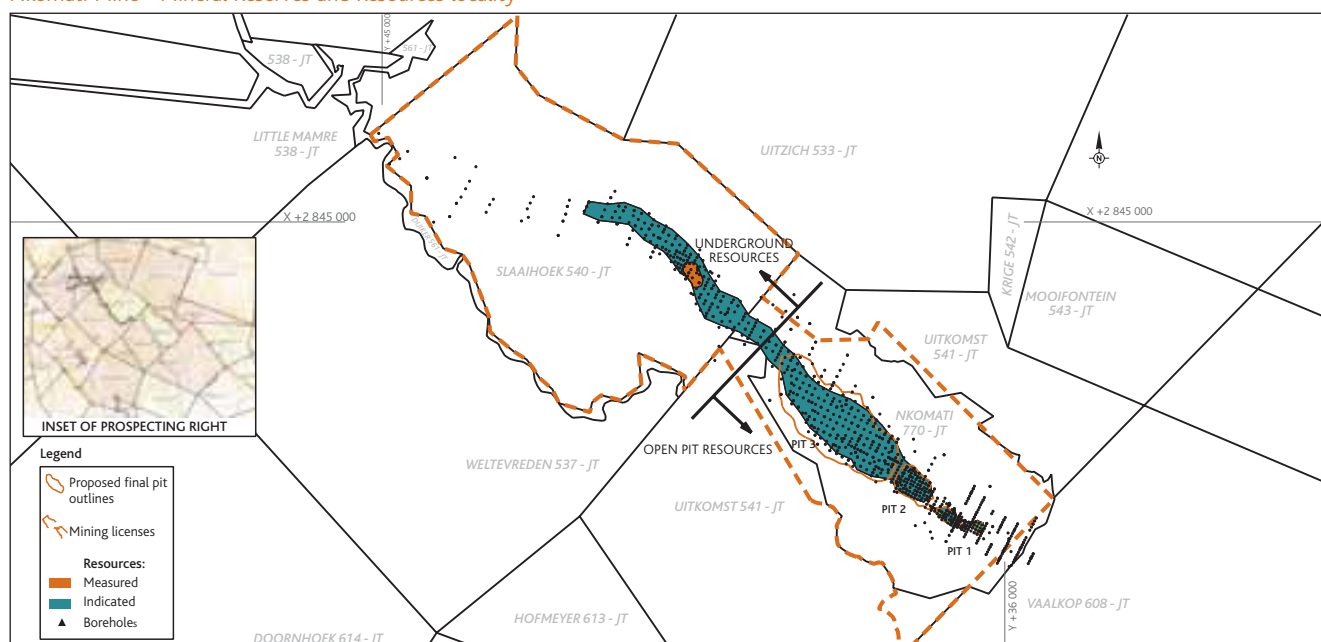 Y +45 000
561 - JT
538 - JT
LITTLE MAMRE
538 - JT
UITZICH 533 - JT
N
X +2 845 000
X +2 845 000
KRIGE 542 - JT
UNDERGROUND
RESOURCES
SLAAIHOEK 540 - JT
MOOIFONTEIN
543 - JT
UITKOMST
541 - JT
NKOMATI
770 - JT
INSET OF PROSPECTING RIGHT
PIT 3
OPEN PIT RESOURCES
WELTEVREDEN 537 - JT
UITKOMST 541 - JT
PIT 2
PIT 1
Legend
Proposed final pit
outlines
Mining licenses
Resources:
Measured
Indicated
Boreholes
Y +36 000
VAALKOP 608 - JT
HOFMEYER 613 - JT
DOORNHOEK 614 - JT